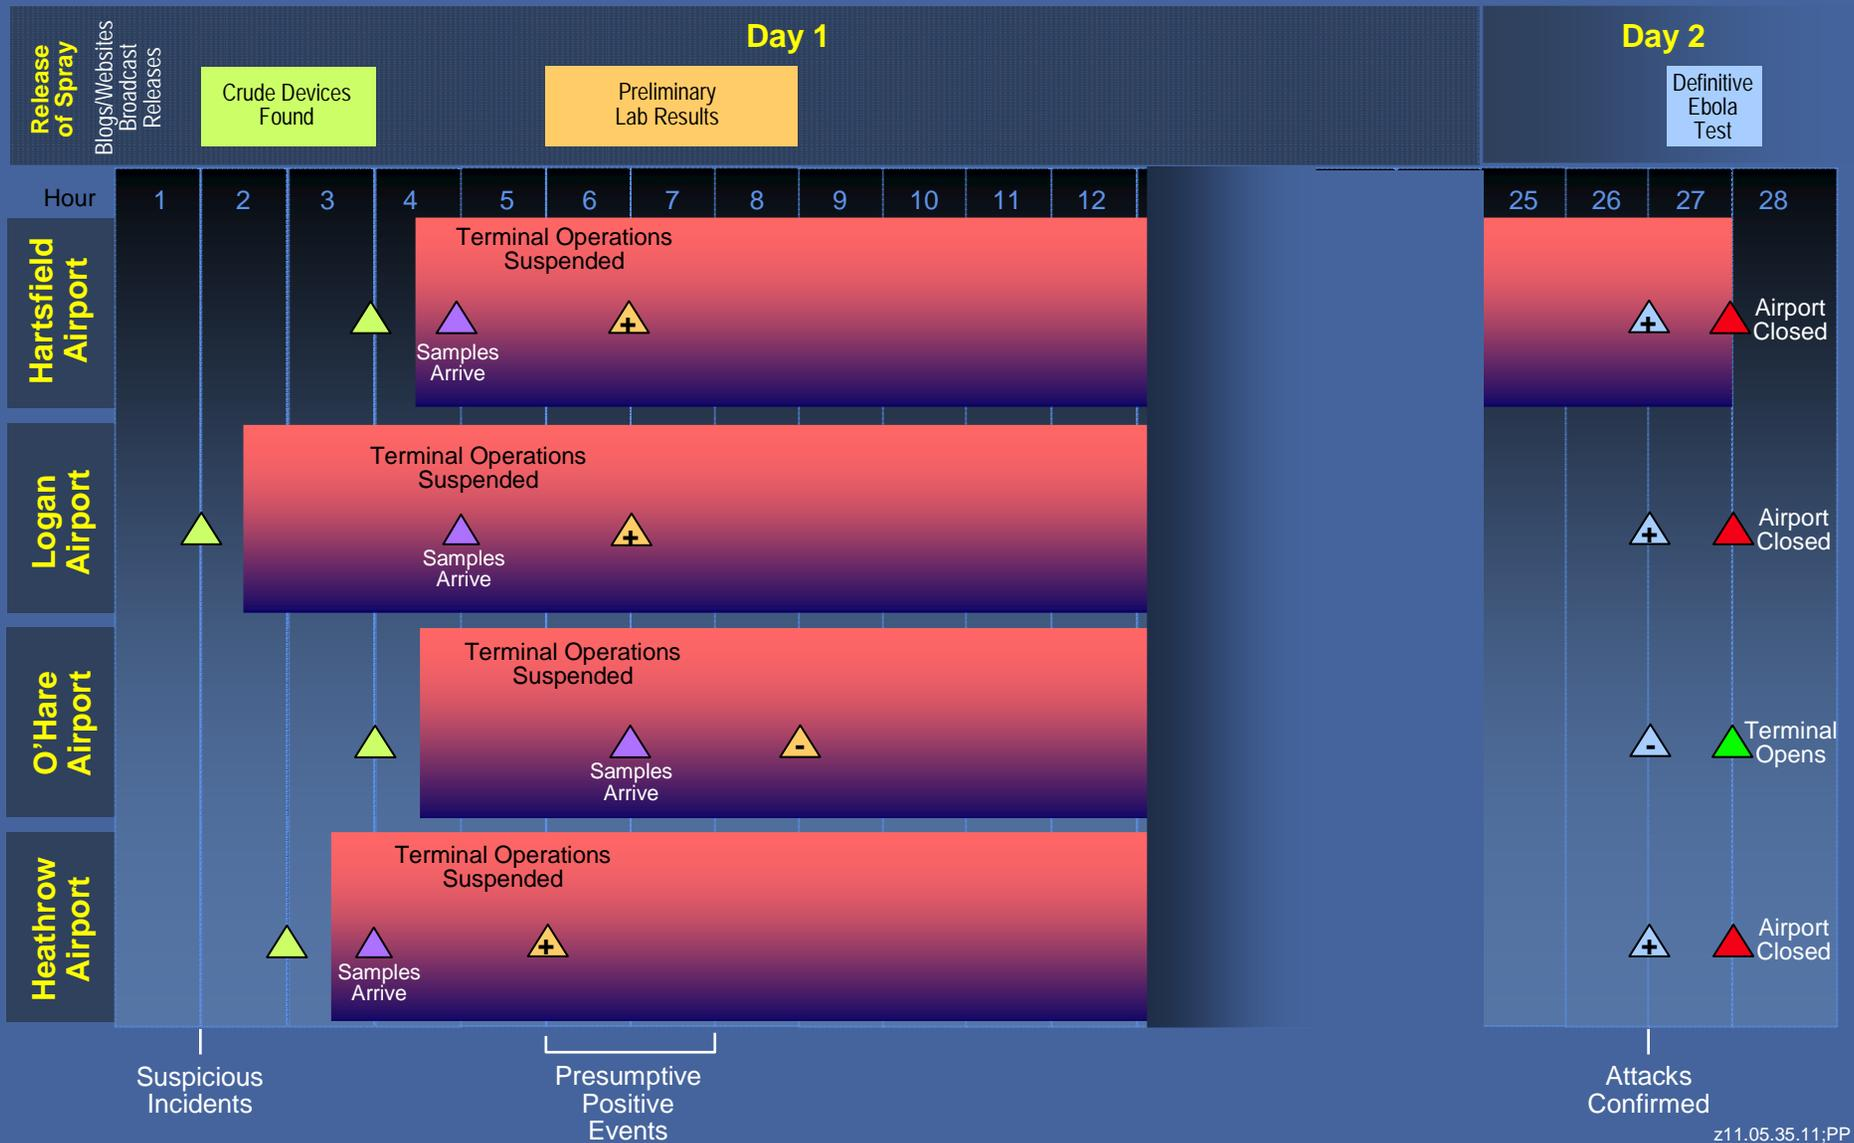 Day 1
Day 2
Release
of Spray
Blogs/Websites
Broadcast
Releases
Crude Devices
Found
Preliminary
Lab Results
Definitive
Ebola
Test
Hour 1 2 3 4 5 6 7 8 9 10 11 12 25 26 27 28
Hartsfield
Airport
Terminal Operations
Suspended
+
+
Samples
Arrive
Airport
Closed
Logan
Airport
Terminal Operations
Suspended
+
+
Samples
Arrive
Airport
Closed
O'Hare
Airport
Terminal Operations
Suspended
-
-
Samples
Arrive
Terminal
Opens
Heathrow
Airport
Terminal Operations
Suspended
+
+
Samples
Arrive
Airport
Closed
Suspicious
Incidents
Presumptive
Positive
Events
Attacks
Confirmed
z11.05.35.11;PP